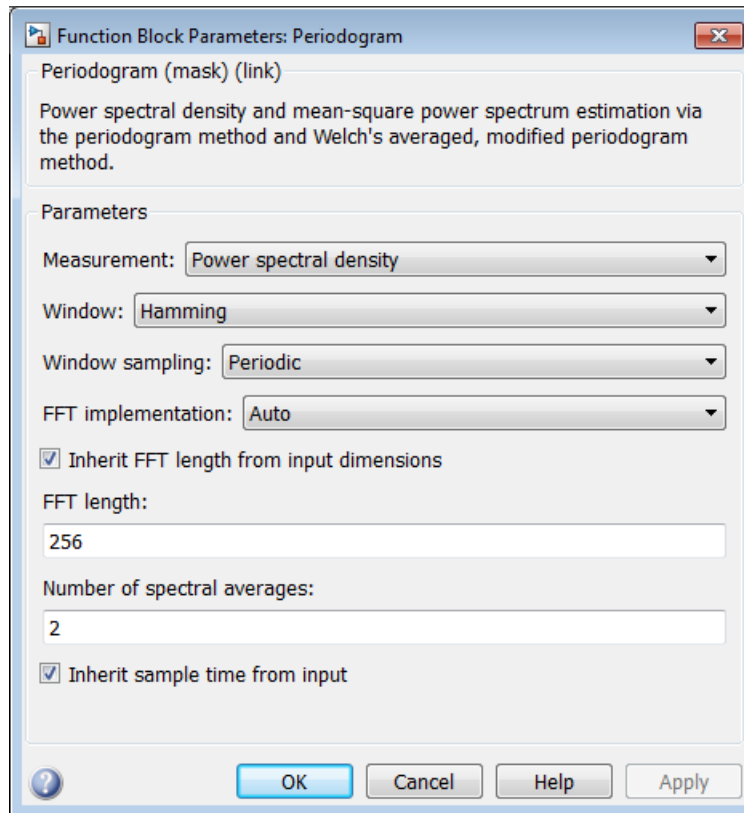 Function Block Parameters: Periodogram
Periodogram (mask) (link)
Power spectral density and mean-square power spectrum estimation via
the periodogram method and Welch's averaged, modified periodogram
method.
Parameters
Measurement: Power spectral density
Window: Hamming
Window sampling: Periodic
FFT implementation: Auto
Inherit FFT length from input dimensions
FFT length:
256
Number of spectral averages:
2
Inherit sample time from input
OK Cancel Help Apply